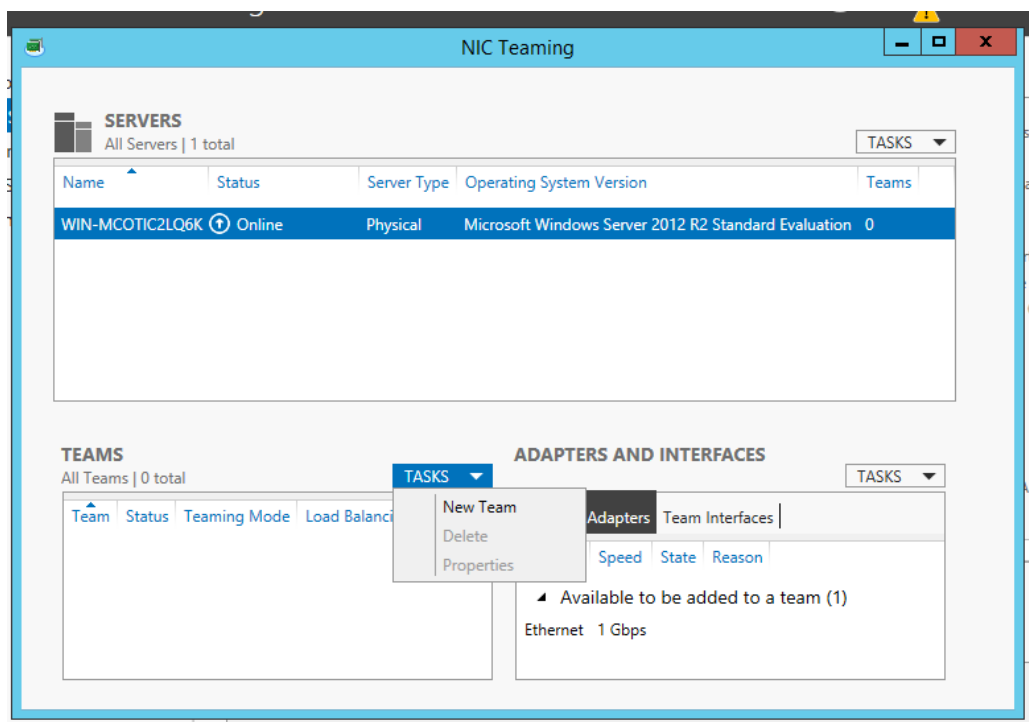 NIC Teaming
SERVERS
All Servers | 1 total
TASKS
Name Status Server Type Operating System Version Teams
WIN-MCOTIC2LQ6K Online Physical Microsoft Windows Server 2012 R2 Standard Evaluation 0
TEAMS
All Teams | 0 total
TASKS
Team Status Teaming Mode Load Balanci
New Team
Delete
Properties
ADAPTERS AND INTERFACES
TASKS
Adapters Team Interfaces
Speed State Reason
Available to be added to a team (1)
Ethernet 1 Gbps